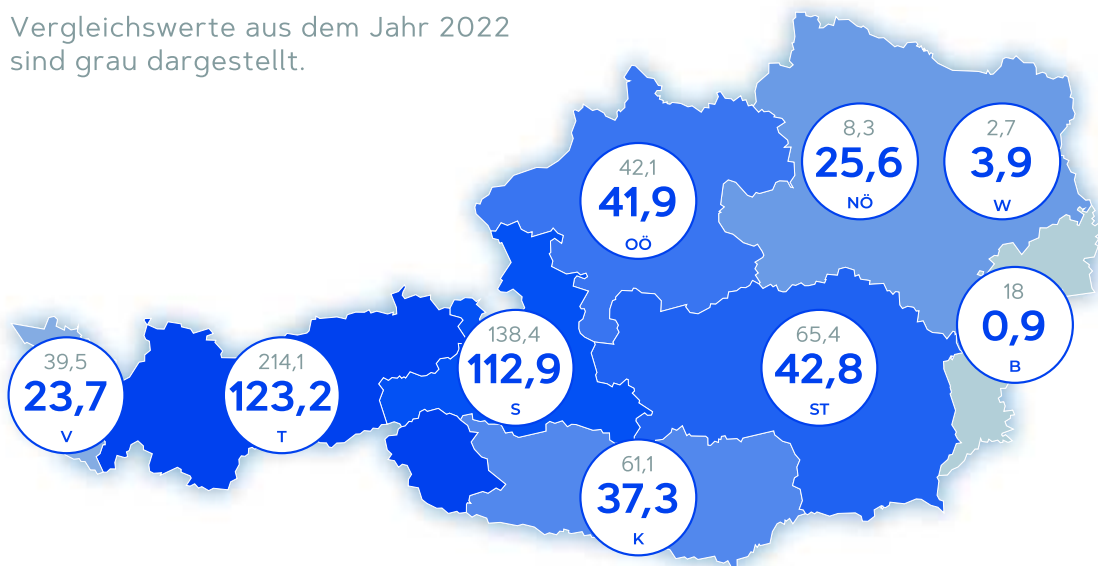 Vergleichswerte aus dem Jahr 2022
sind grau dargestellt.
8,3
25,6
NÖ
2,7
3,9
W
42,1
41,9
OÖ
18
0,9
B
39,5
23,7
V
214,1
123,2
T
138,4
112,9
S
65,4
42,8
ST
61,1
37,3
K